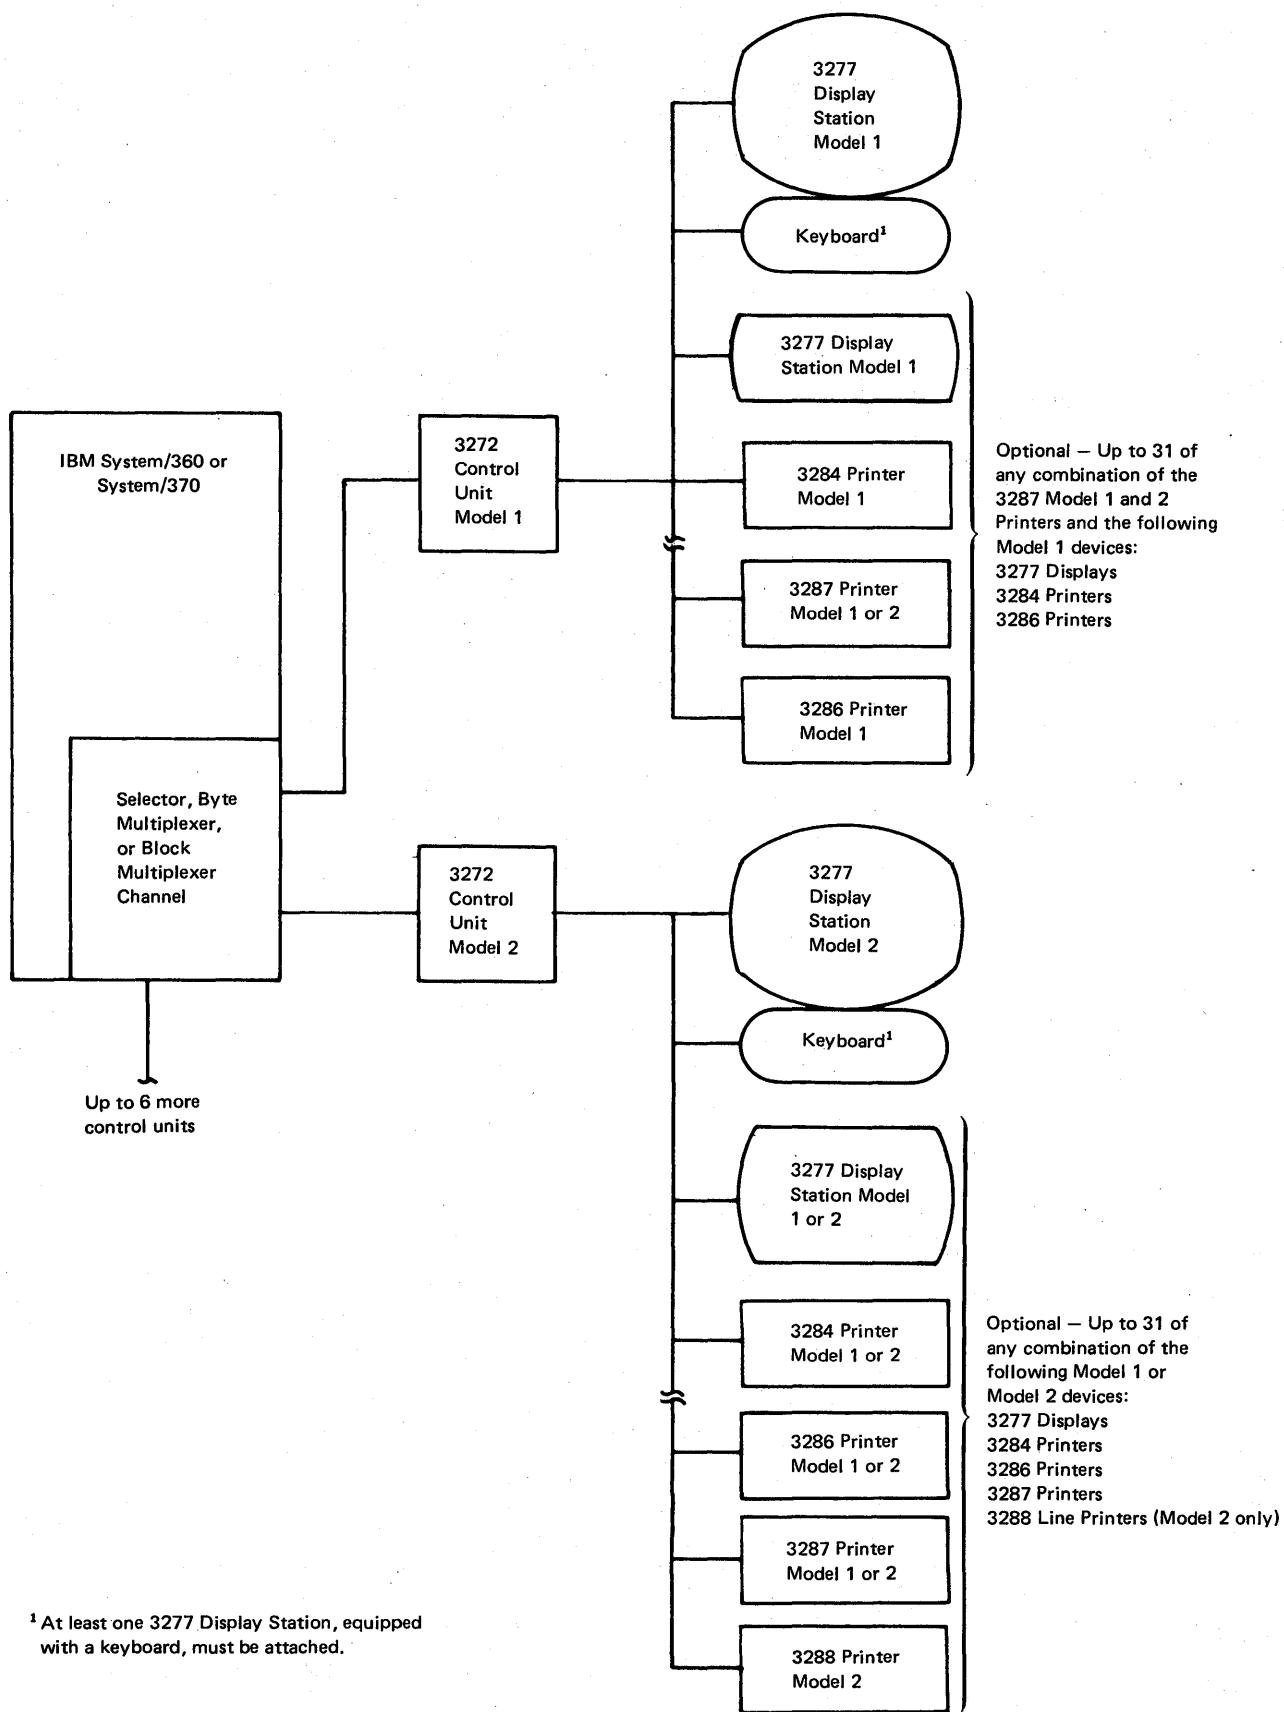 3277
Display
Station
Model 1
Keyboard¹
3277 Display
Station Model 1
IBM System/360 or
System/370
3272
Control
Unit
Model 1
3284 Printer
Model 1
Optional — Up to 31 of
any combination of the
3287 Model 1 and 2
Printers and the following
Model 1 devices:
3277 Displays
3284 Printers
3286 Printers
3287 Printer
Model 1 or 2
3286 Printer
Model 1
Selector, Byte
Multiplexer,
or Block
Multiplexer
Channel
3272
Control
Unit
Model 2
3277
Display
Station
Model 2
Keyboard¹
Up to 6 more
control units
3277 Display
Station Model
1 or 2
3284 Printer
Model 1 or 2
3286 Printer
Model 1 or 2
Optional — Up to 31 of
any combination of the
following Model 1 or
Model 2 devices:
3277 Displays
3284 Printers
3286 Printers
3287 Printers
3288 Line Printers (Model 2 only)
3287 Printer
Model 1 or 2
3288 Printer
Model 2
¹ At least one 3277 Display Station, equipped
with a keyboard, must be attached.